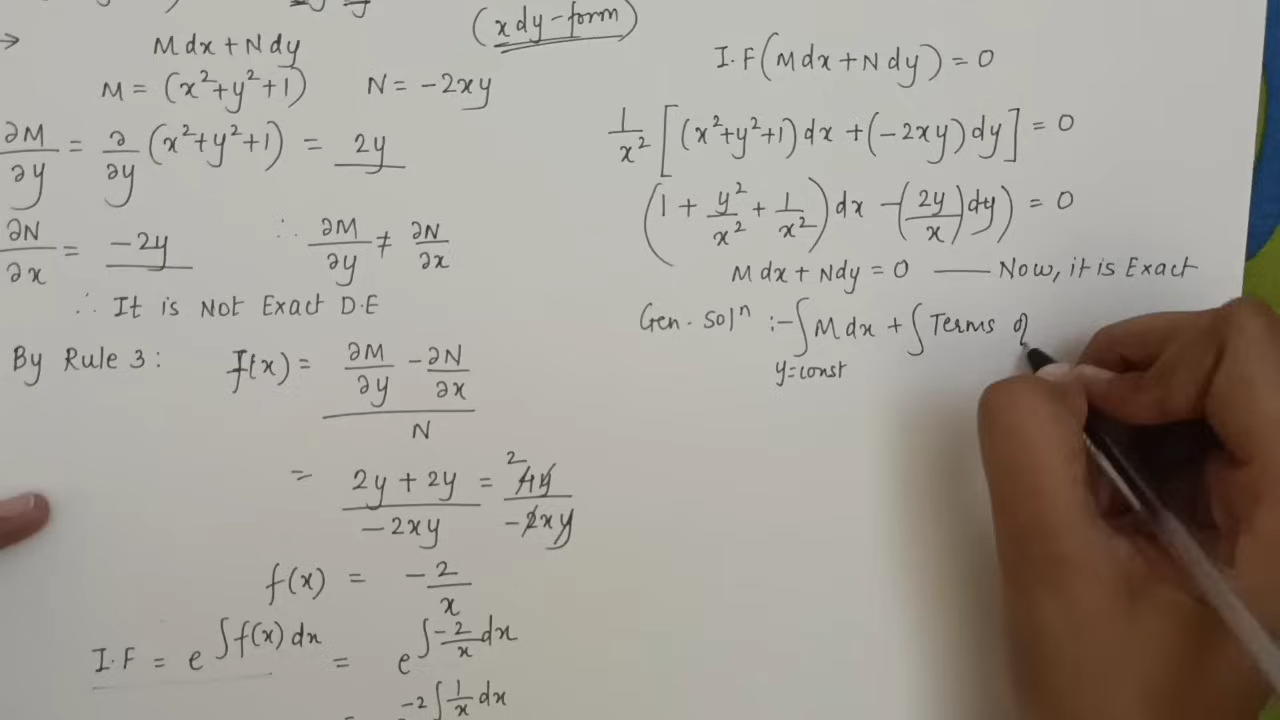 (xdy-form)
→ Mdx + Ndy
M = (x²+y²+1) N = -2xy
∂M/∂y = ∂/∂y (x²+y²+1) = 2y
∂N/∂x = -2y ∴ ∂M/∂y ≠ ∂N/∂x
∴ It is Not Exact D.E
By Rule 3: f(x) = (∂M/∂y - ∂N/∂x)/N
= (2y + 2y)/(-2xy) = 2 4y/(-2xy)
f(x) = -2/x
I.F = e^∫f(x)dx = e^∫-2/x dx
= -2∫1/x dx
I.F (Mdx + Ndy) = 0
1/x² [(x²+y²+1)dx + (-2xy)dy] = 0
(1 + y²/x² + 1/x²)dx - (2y/x)dy) = 0
Mdx + Ndy = 0 — Now, it is Exact
Gen. Solⁿ :- ∫Mdx + ∫Terms of
y=const